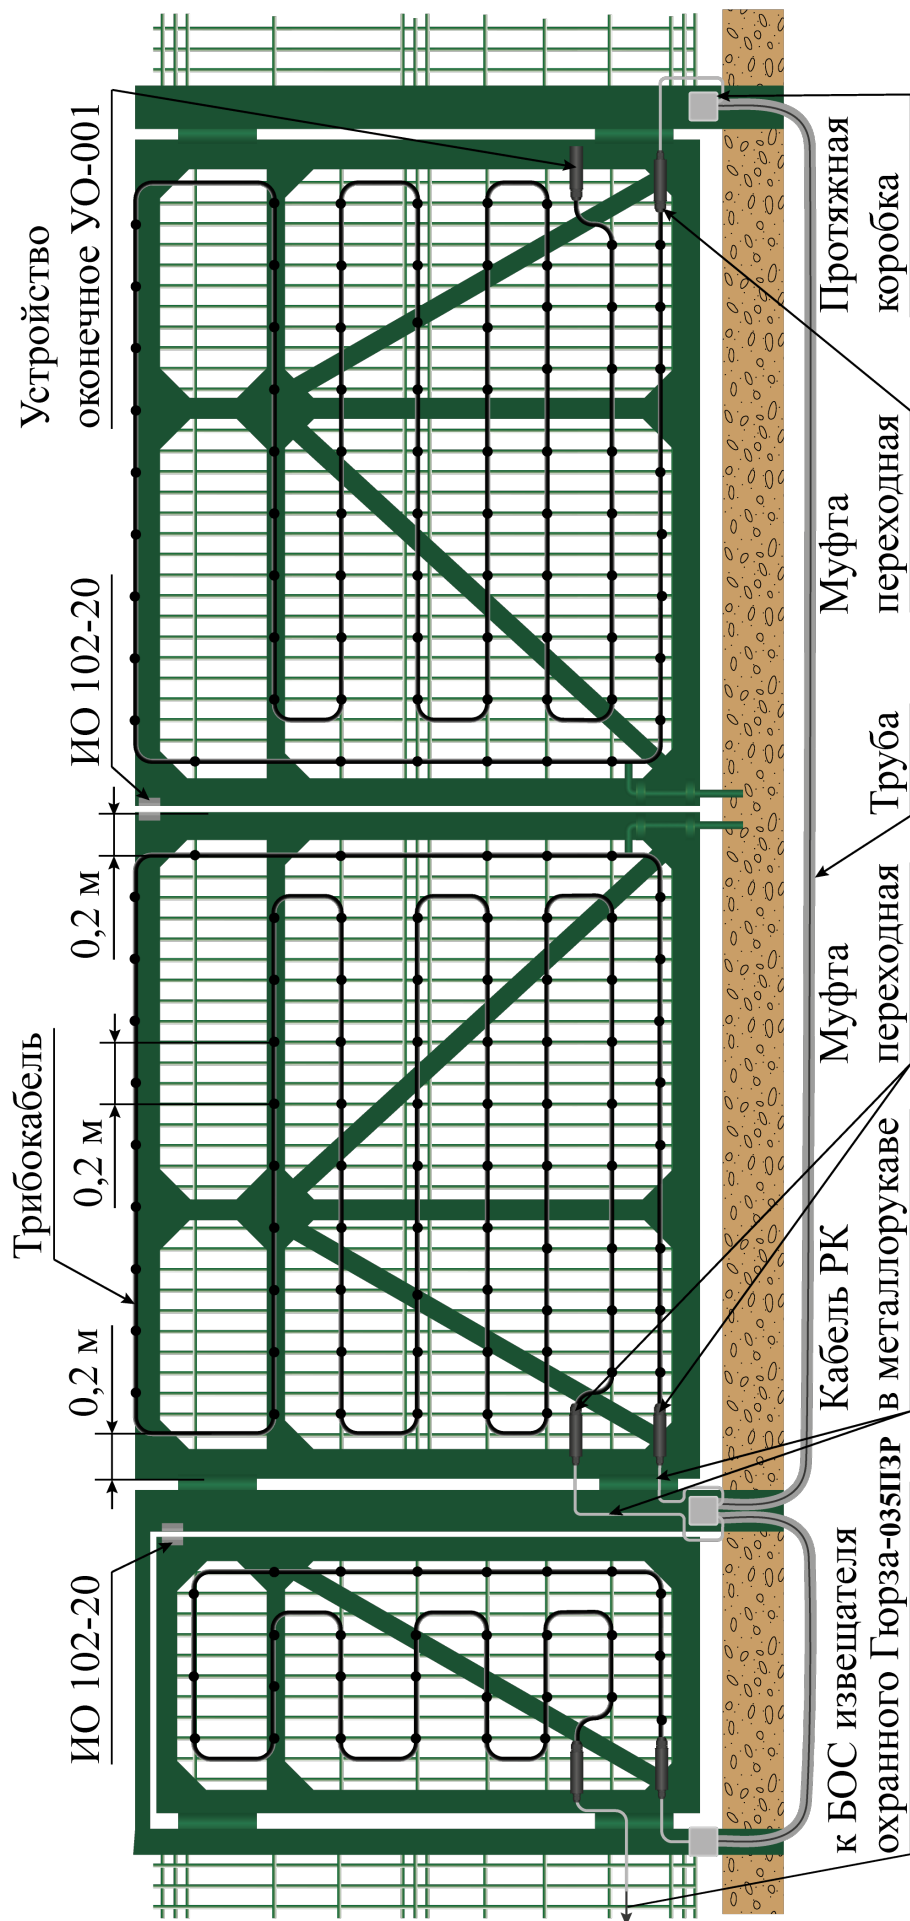 ИО 102-20
0,2 м
Трибокабель
0,2 м
0,2 м
ИО 102-20
Устройство
оконечное УО-001
к БОС извещателя
охранного Гюрза-035ПЗР
Кабель РК
в металлорукаве
Муфта
переходная
Труба
Муфта
переходная
Протяжная
коробка